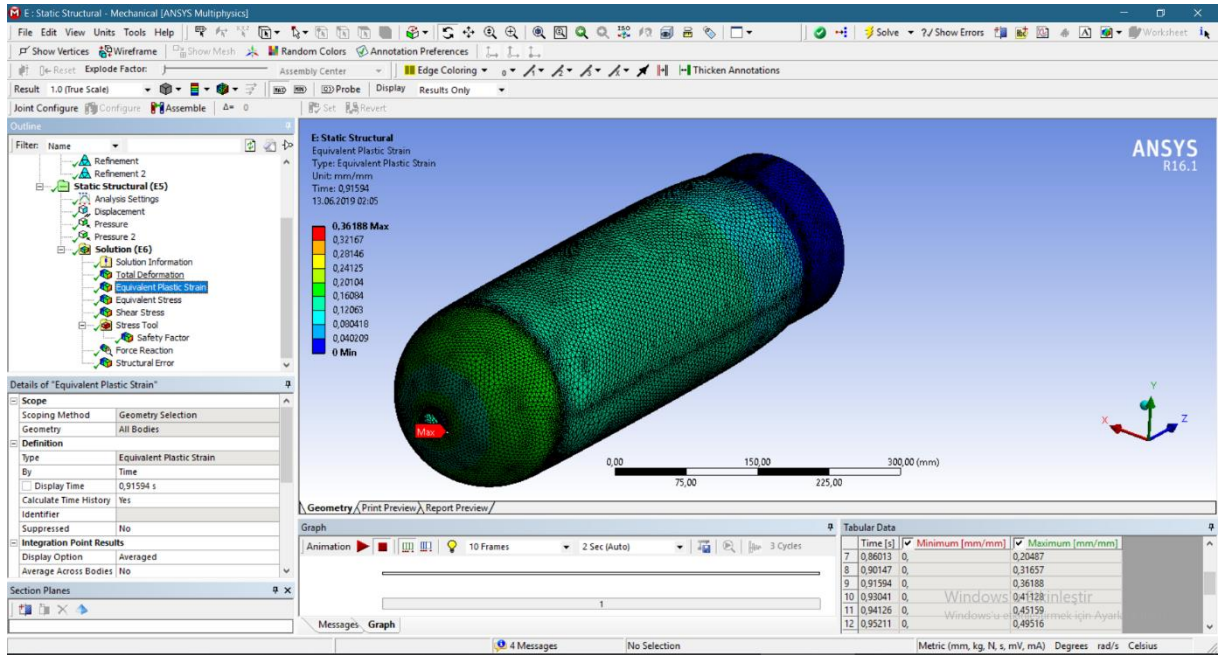 E : Static Structural - Mechanical [ANSYS Multiphysics]
File Edit View Units Tools Help
Solve ?/ Show Errors Worksheet
Show Vertices Wireframe Show Mesh Random Colors Annotation Preferences
Reset Explode Factor: Assembly Center Edge Coloring Thicken Annotations
Result 1.0 (True Scale) Probe Display Results Only
Joint Configure Configure Assemble Δ= 0 Set Revert
Outline
Filter: Name
Refinement
Refinement 2
Static Structural (E5)
Analysis Settings
Displacement
Pressure
Pressure 2
Solution (E6)
Solution Information
Total Deformation
Equivalent Plastic Strain
Equivalent Stress
Shear Stress
Stress Tool
Safety Factor
Force Reaction
Structural Error
Details of "Equivalent Plastic Strain"
Scope
Scoping Method Geometry Selection
Geometry All Bodies
Definition
Type Equivalent Plastic Strain
By Time
Display Time 0,91594 s
Calculate Time History Yes
Identifier
Suppressed No
Integration Point Results
Display Option Averaged
Average Across Bodies No
Section Planes
E: Static Structural
Equivalent Plastic Strain
Type: Equivalent Plastic Strain
Unit: mm/mm
Time: 0,91594
13.06.2019 02:05
0,36188 Max
0,32167
0,28146
0,24125
0,20104
0,16084
0,12063
0,080418
0,040209
0 Min
ANSYS
R16.1
Max
Y
X
Z
0,00 150,00 300,00 (mm)
75,00 225,00
Geometry Print Preview Report Preview
Graph
Animation 10 Frames 2 Sec (Auto) 3 Cycles
1
Messages Graph
Tabular Data
Time [s] Minimum [mm/mm] Maximum [mm/mm]
7 0,86013 0, 0,20487
8 0,90147 0, 0,31657
9 0,91594 0, 0,36188
10 0,93041 0, 0,41128
11 0,94126 0, 0,45159
12 0,95211 0, 0,49516
4 Messages No Selection Metric (mm, kg, N, s, mV, mA) Degrees rad/s Celsius